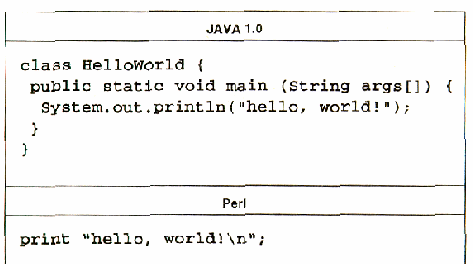 JAVA 1.0
class HelloWorld {
public static void main (String args[]) {
System.out.println("hello, world!");
}
}
Perl
print "hello, world!\n";